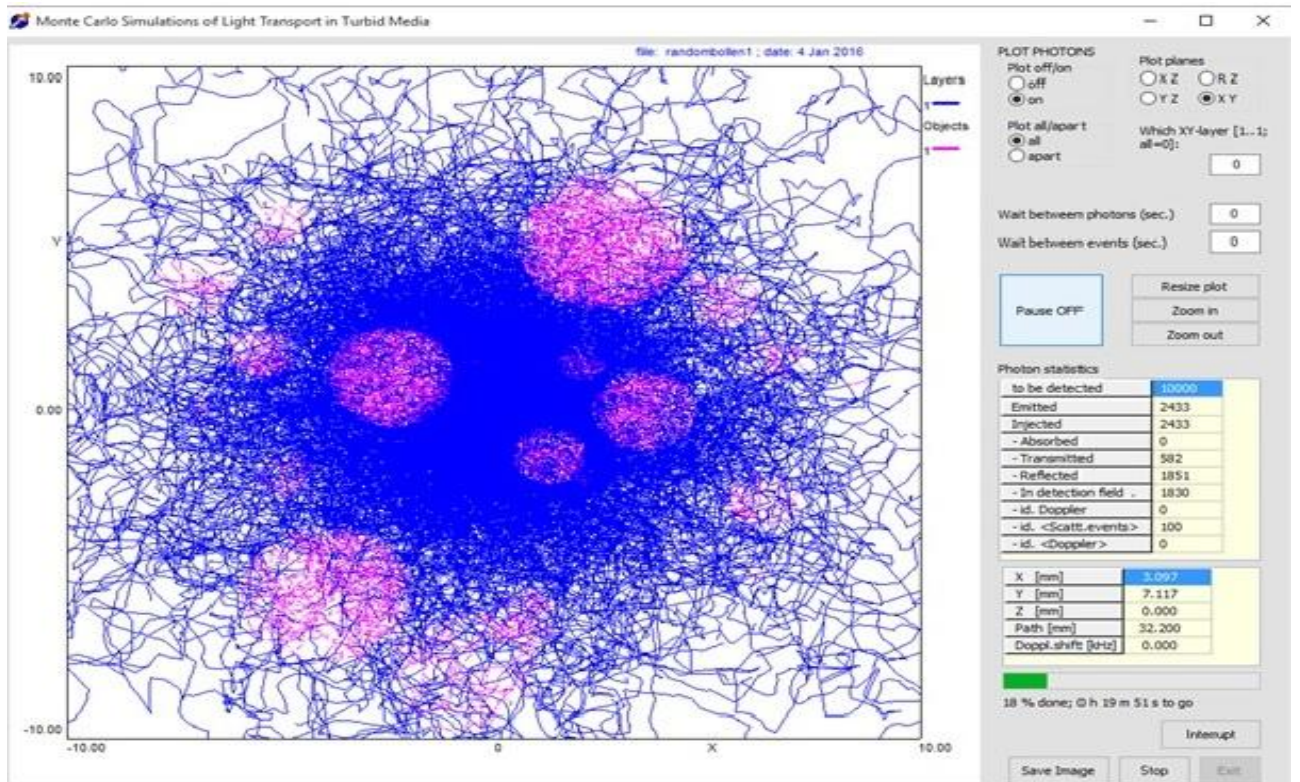 Monte Carlo Simulations of Light Transport in Turbid Media
file: randombollen1 ; date: 4 Jan 2016
10.00
Y
0.00
-10.00
-10.00
0
X
10.00
Layers
1
Objects
1
PLOT PHOTONS
Plot off/on
off
on
Plot planes
X Z
R Z
Y Z
X Y
Plot all/apart
all
apart
Which XY-layer [1..1;
all=0]:
0
Wait between photons (sec.)
0
Wait between events (sec.)
0
Pause OFF
Resize plot
Zoom in
Zoom out
Photon statistics
to be detected 10000
Emitted 2433
Injected 2433
- Absorbed 0
- Transmitted 582
- Reflected 1851
- In detection field . 1830
- id. Doppler 0
- id. <Scatt.events> 100
- id. <Doppler> 0
X [mm] 3.097
Y [mm] 7.117
Z [mm] 0.000
Path [mm] 32.200
Doppl.shift [kHz] 0.000
18 % done; 0 h 19 m 51 s to go
Interrupt
Save Image
Stop
Exit